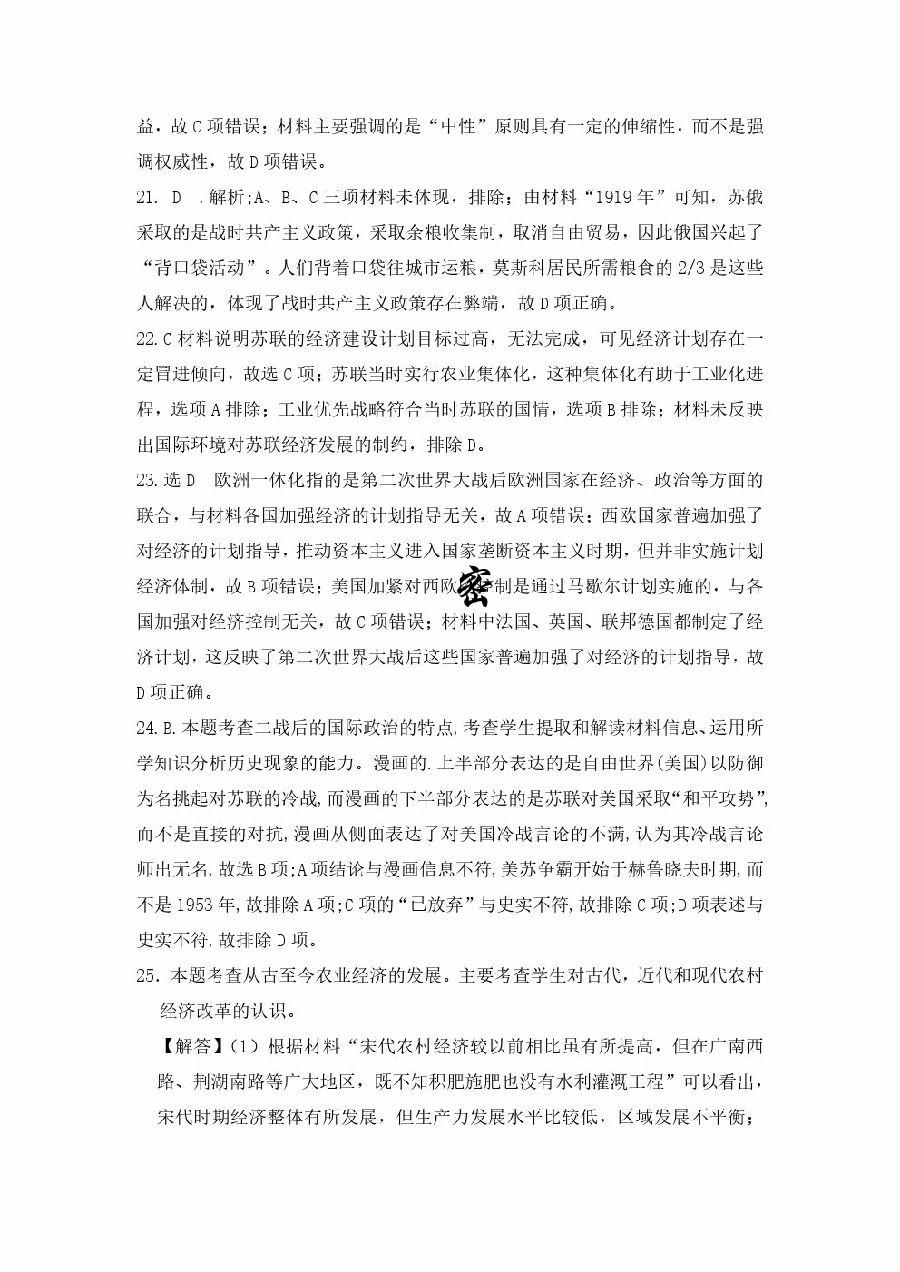 益，故C项错误；材料主要强调的是“中性”原则具有一定的伸缩性，而不是强
调权威性，故D项错误。
21. D .解析;A、B、C三项材料未体现，排除；由材料“1919年”可知，苏俄
采取的是战时共产主义政策，采取余粮收集制，取消自由贸易，因此俄国兴起了
“背口袋活动”。人们背着口袋往城市运粮，莫斯科居民所需粮食的2/3是这些
人解决的，体现了战时共产主义政策存在弊端，故D项正确。
22.C材料说明苏联的经济建设计划目标过高，无法完成，可见经济计划存在一
定冒进倾向，故选C项；苏联当时实行农业集体化，这种集体化有助于工业化进
程，选项A排除；工业优先战略符合当时苏联的国情，选项B排除；材料未反映
出国际环境对苏联经济发展的制约，排除D。
23.选D 欧洲一体化指的是第二次世界大战后欧洲国家在经济、政治等方面的
联合，与材料各国加强经济的计划指导无关，故A项错误；西欧国家普遍加强了
对经济的计划指导，推动资本主义进入国家垄断资本主义时期，但并非实施计划
经济体制，故B项错误；美国加紧对西欧密制是通过马歇尔计划实施的，与各
国加强对经济控制无关，故C项错误；材料中法国、英国、联邦德国都制定了经
济计划，这反映了第二次世界大战后这些国家普遍加强了对经济的计划指导，故
D项正确。
24.B.本题考查二战后的国际政治的特点,考查学生提取和解读材料信息、运用所
学知识分析历史现象的能力。漫画的.上半部分表达的是自由世界(美国)以防御
为名挑起对苏联的冷战,而漫画的下半部分表达的是苏联对美国采取“和平攻势”,
而不是直接的对抗,漫画从侧面表达了对美国冷战言论的不满,认为其冷战言论
师出无名,故选B项;A项结论与漫画信息不符,美苏争霸开始于赫鲁晓夫时期,而
不是1953年,故排除A项;C项的“已放弃”与史实不符,故排除C项;D项表述与
史实不符,故排除D项。
25. 本题考查从古至今农业经济的发展。主要考查学生对古代，近代和现代农村
经济改革的认识。
【解答】（1）根据材料“宋代农村经济较以前相比虽有所提高，但在广南西
路、荆湖南路等广大地区，既不知积肥施肥也没有水利灌溉工程”可以看出，
宋代时期经济整体有所发展，但生产力发展水平比较低，区域发展不平衡；